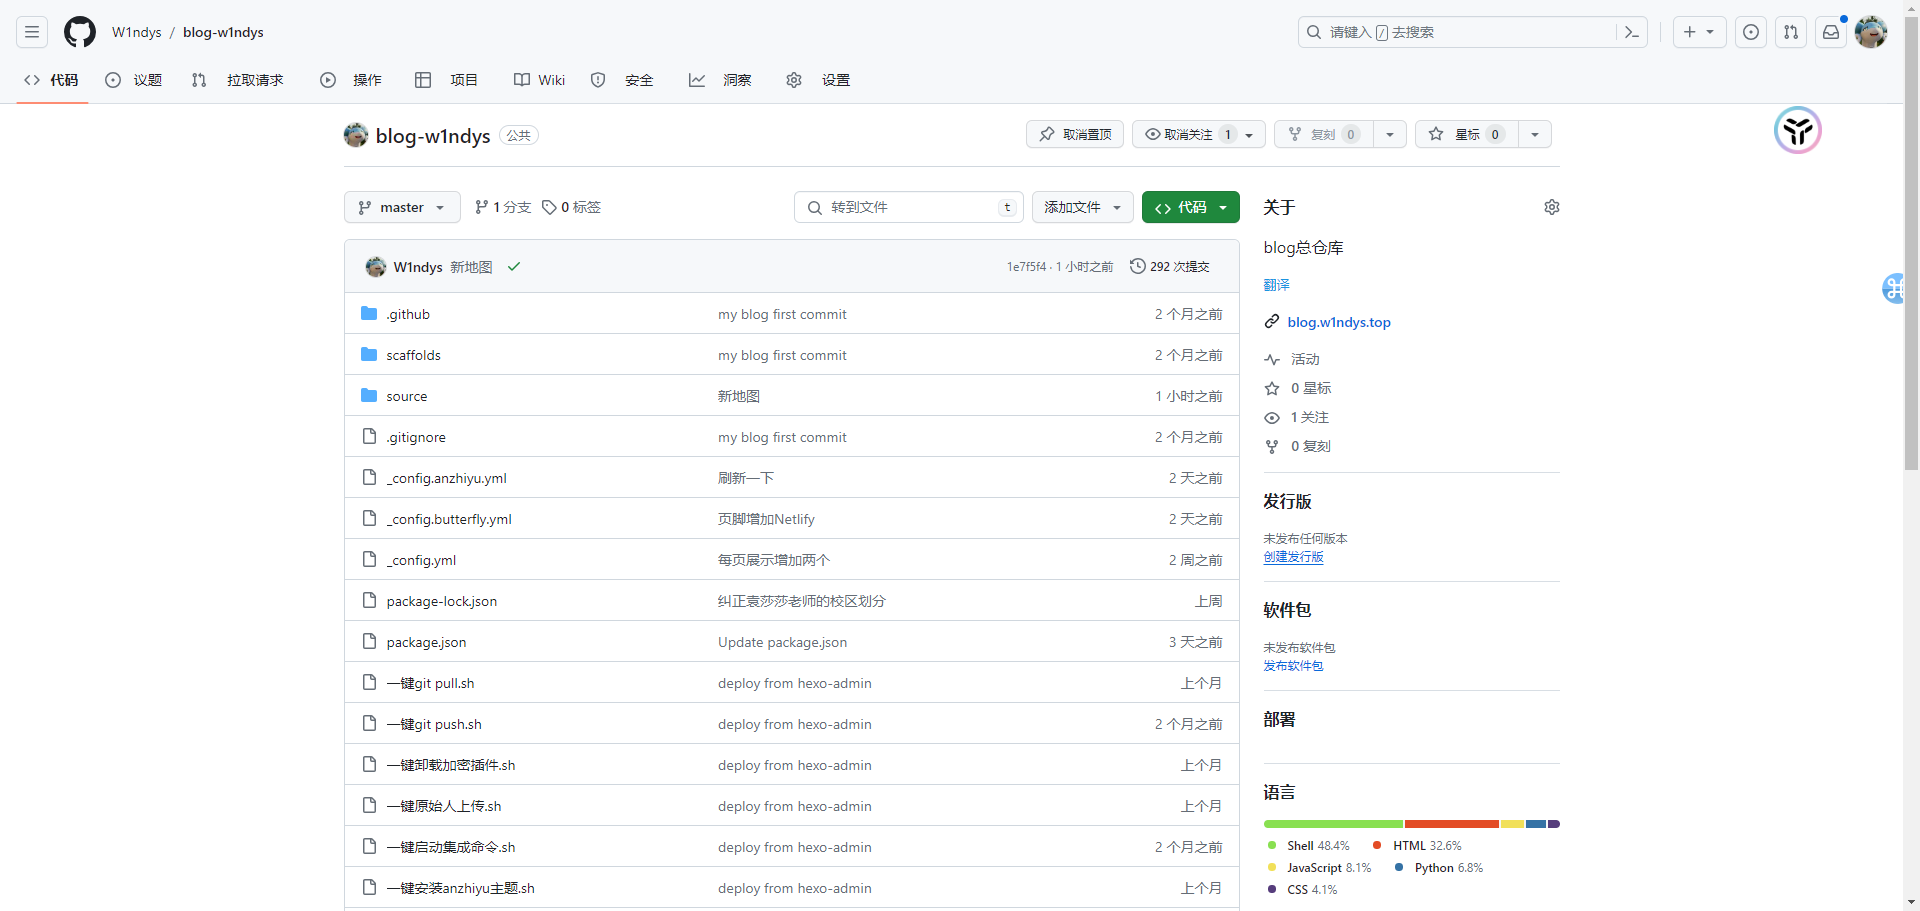 W1ndys / blog-w1ndys
请键入 / 去搜索
代码 议题 拉取请求 操作 项目 Wiki 安全 洞察 设置
blog-w1ndys 公共
取消置顶 取消关注 1 复刻 0 星标 0
master 1 分支 0 标签 转到文件 t 添加文件 代码
W1ndys 新地图 1e7f5f4 · 1 小时之前 292 次提交
.github my blog first commit 2 个月之前
scaffolds my blog first commit 2 个月之前
source 新地图 1 小时之前
.gitignore my blog first commit 2 个月之前
_config.anzhiyu.yml 刷新一下 2 天之前
_config.butterfly.yml 页脚增加Netlify 2 天之前
_config.yml 每页展示增加两个 2 周之前
package-lock.json 纠正袁莎莎老师的校区划分 上周
package.json Update package.json 3 天之前
一键git pull.sh deploy from hexo-admin 上个月
一键git push.sh deploy from hexo-admin 2 个月之前
一键卸载加密插件.sh deploy from hexo-admin 上个月
一键原始人上传.sh deploy from hexo-admin 上个月
一键启动集成命令.sh deploy from hexo-admin 2 个月之前
一键安装anzhiyu主题.sh deploy from hexo-admin 上个月
关于
blog总仓库
翻译
blog.w1ndys.top
活动
0 星标
1 关注
0 复刻
发行版
未发布任何版本
创建发行版
软件包
未发布软件包
发布软件包
部署
语言
Shell 48.4% HTML 32.6%
JavaScript 8.1% Python 6.8%
CSS 4.1%